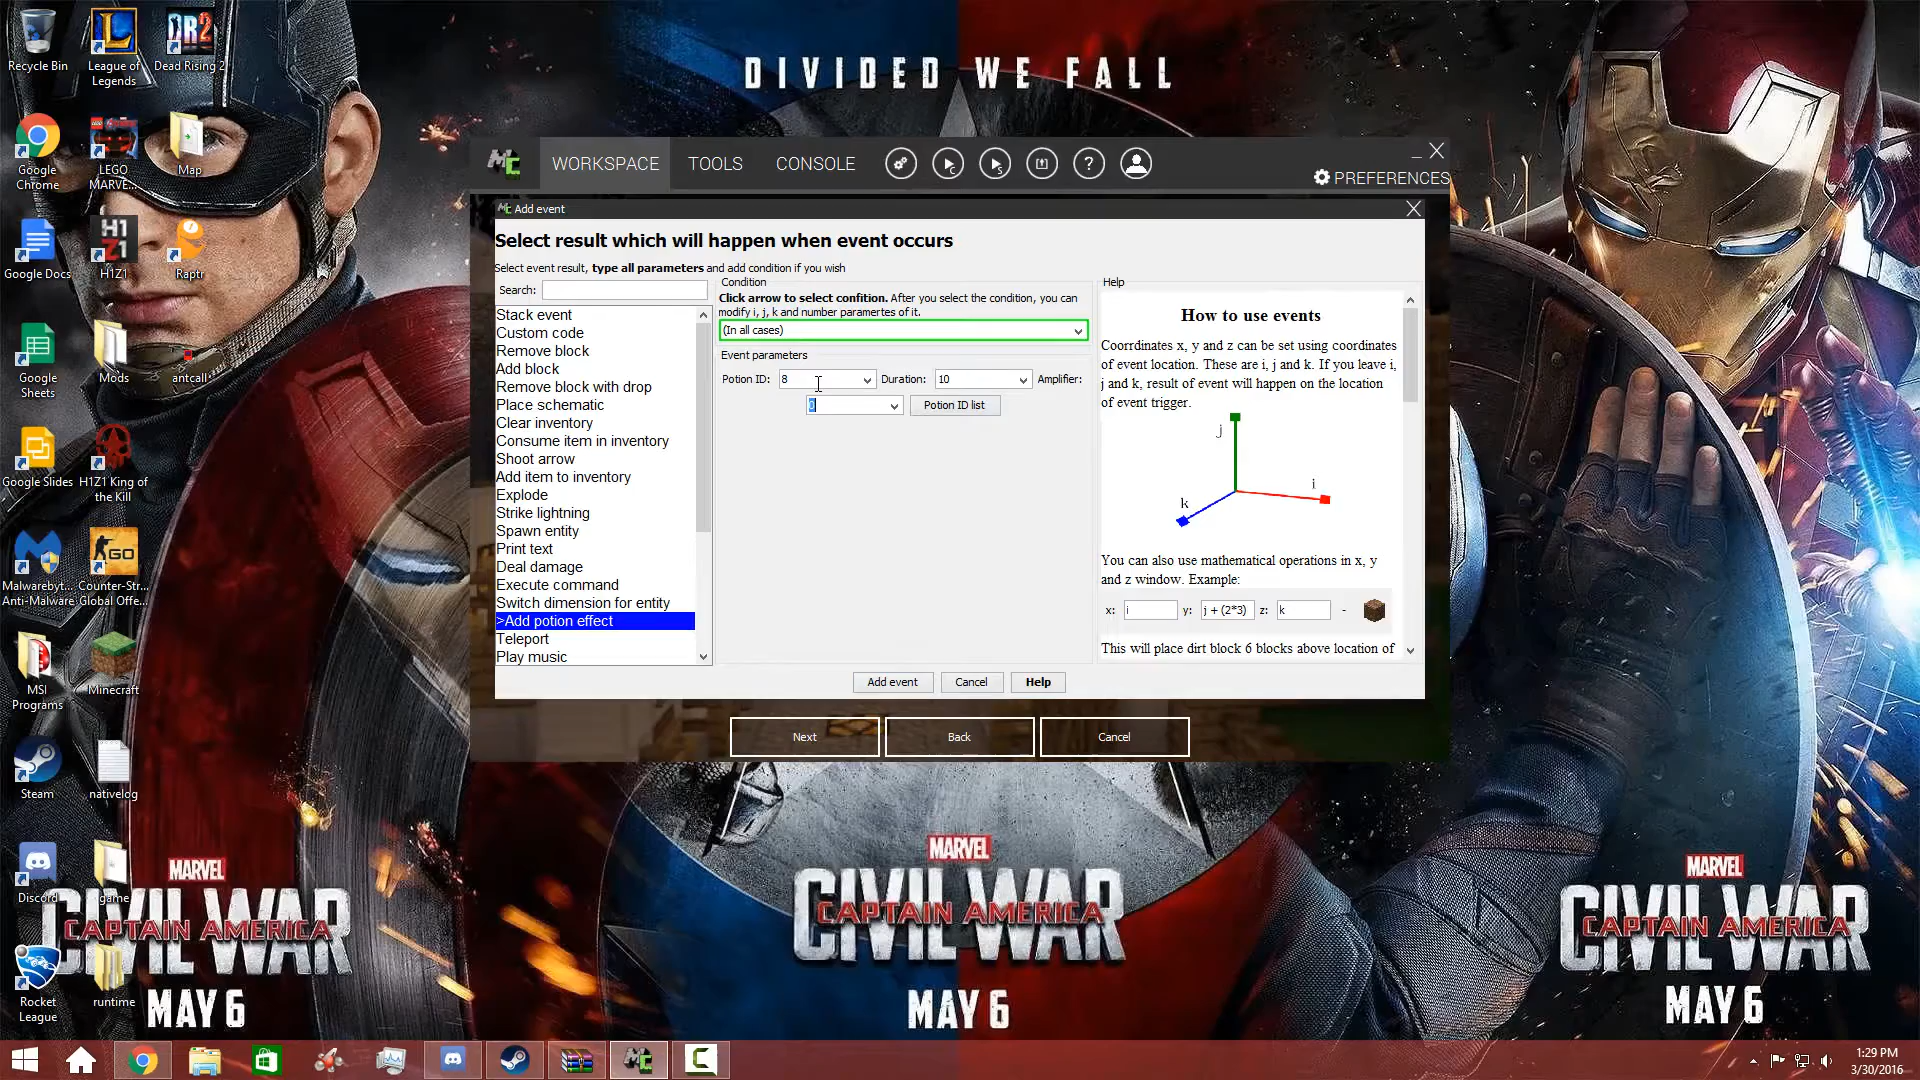 Recycle Bin
League of
Legends
Dead Rising 2
DIVIDED WE FALL
Google
Chrome
LEGO
MARVE...
Map
WORKSPACE
TOOLS
CONSOLE
PREFERENCES
Google Docs
H1Z1
Raptr
Google
Sheets
Mods
antcall
Google Slides
H1Z1 King of
the Kill
Malwarebyt...
Anti-Malware
Counter-Str...
Global Offe...
MSI
Programs
Minecraft
Steam
nativelog
Discord
game
Rocket
League
runtime
Add event
Select result which will happen when event occurs
Select event result, type all parameters and add condition if you wish
Search:
Stack event
Custom code
Remove block
Add block
Remove block with drop
Place schematic
Clear inventory
Consume item in inventory
Shoot arrow
Add item to inventory
Explode
Strike lightning
Spawn entity
Print text
Deal damage
Execute command
Switch dimension for entity
>Add potion effect
Teleport
Play music
Condition
Click arrow to select confition. After you select the condition, you can
modify i, j, k and number paramertes of it.
(In all cases)
Event parameters
Potion ID: 8 Duration: 10 Amplifier:
Potion ID list
Help
How to use events
Coorrdinates x, y and z can be set using coordinates
of event location. These are i, j and k. If you leave i,
j and k, result of event will happen on the location
of event trigger.
j
i
k
You can also use mathematical operations in x, y
and z window. Example:
x: i y: j + (2*3) z: k -
This will place dirt block 6 blocks above location of
Add event
Cancel
Help
Next
Back
Cancel
MARVEL
CAPTAIN AMERICA
CIVIL WAR
MAY 6
MARVEL
CAPTAIN AMERICA
CIVIL WAR
MAY 6
MARVEL
CAPTAIN AMERICA
CIVIL WAR
MAY 6
1:29 PM
3/30/2016